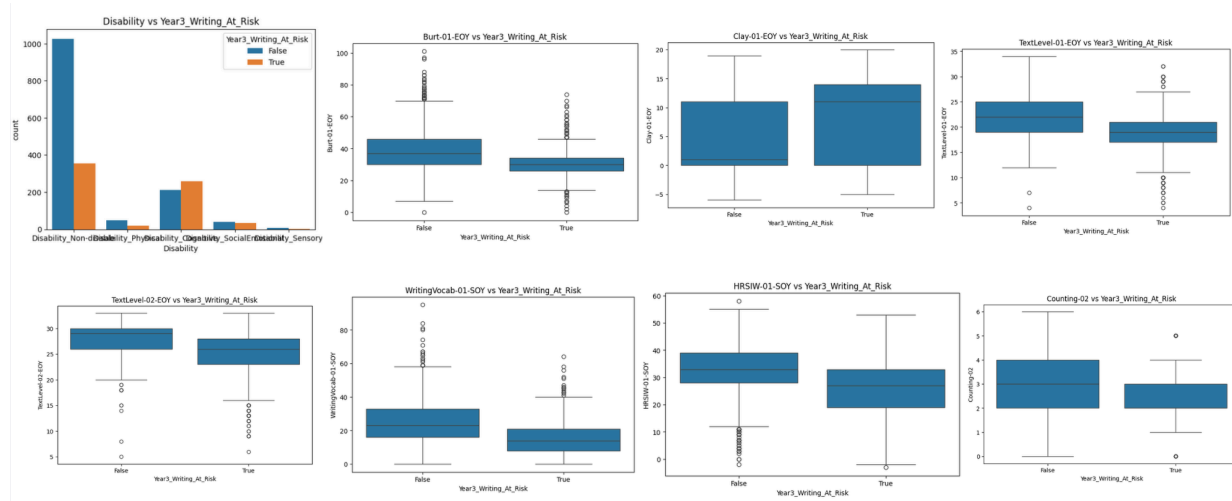 Disability vs Year3_Writing_At_Risk
1000
800
600
400
200
0
count
Year3_Writing_At_Risk
False
True
Disability
Burt-01-EOY vs Year3_Writing_At_Risk
100
80
60
40
20
0
Burt-01-EOY
False
True
Year3_Writing_At_Risk
Clay-01-EOY vs Year3_Writing_At_Risk
20
15
10
5
0
−5
Clay-01-EOY
False
True
Year3_Writing_At_Risk
TextLevel-01-EOY vs Year3_Writing_At_Risk
35
30
25
20
15
10
5
TextLevel-01-EOY
False
True
Year3_Writing_At_Risk
TextLevel-02-EOY vs Year3_Writing_At_Risk
30
25
20
15
10
5
TextLevel-02-EOY
False
True
Year3_Writing_At_Risk
WritingVocab-01-SOY vs Year3_Writing_At_Risk
80
60
40
20
0
WritingVocab-01-SOY
False
True
Year3_Writing_At_Risk
HRSIW-01-SOY vs Year3_Writing_At_Risk
60
50
40
30
20
10
0
HRSIW-01-SOY
False
True
Year3_Writing_At_Risk
Counting-02 vs Year3_Writing_At_Risk
6
5
4
3
2
1
0
Counting-02
False
True
Year3_Writing_At_Risk